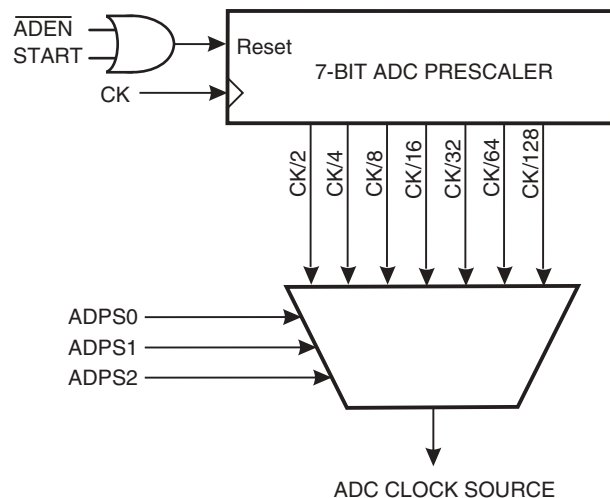 ADEN
START
Reset
7-BIT ADC PRESCALER
CK
CK/2
CK/4
CK/8
CK/16
CK/32
CK/64
CK/128
ADPS0
ADPS1
ADPS2
ADC CLOCK SOURCE